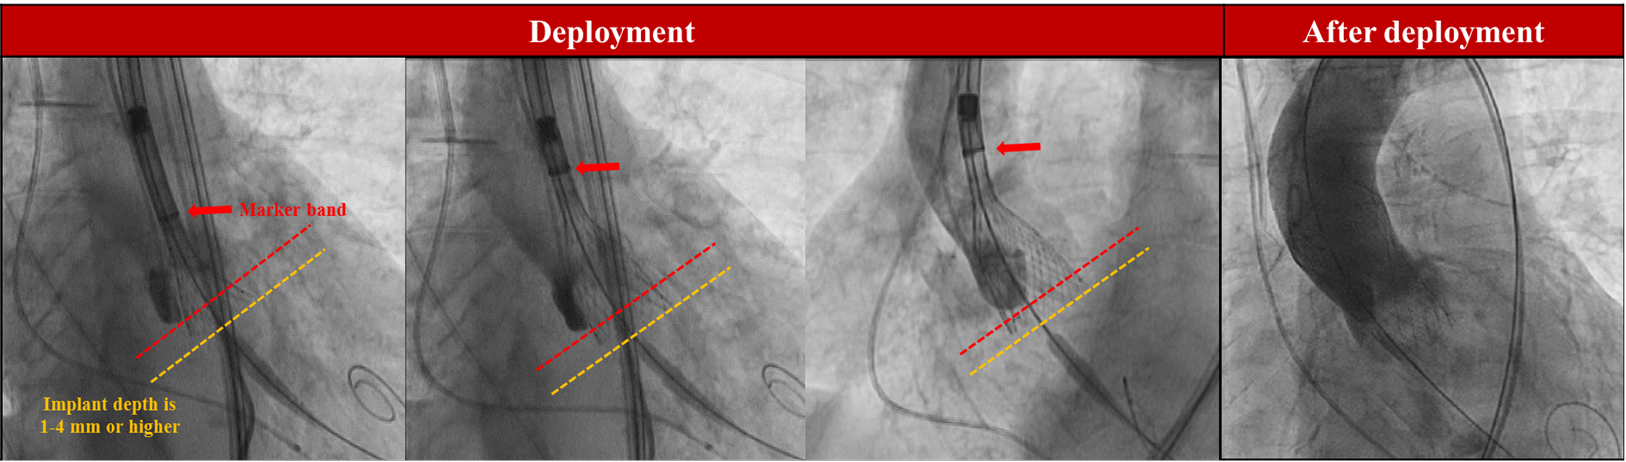 Deployment
After deployment
Marker band
Implant depth is
1-4 mm or higher